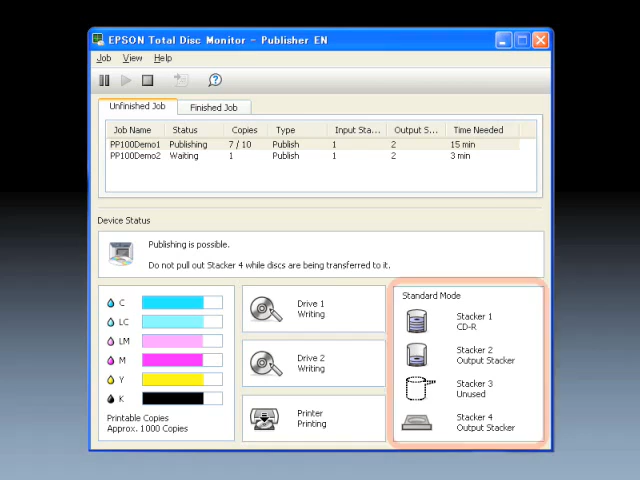 EPSON Total Disc Monitor - Publisher EN
Job View Help
Unfinished Job Finished Job
Job Name Status Copies Type Input Sta... Output S... Time Needed
PP100Demo1 Publishing 7 / 10 Publish 1 2 15 min
PP100Demo2 Waiting 1 Publish 1 2 3 min
Device Status
Publishing is possible.
Do not pull out Stacker 4 while discs are being transferred to it.
C
LC
LM
M
Y
K
Printable Copies
Approx. 1000 Copies
Drive 1
Writing
Drive 2
Writing
Printer
Printing
Standard Mode
Stacker 1
CD-R
Stacker 2
Output Stacker
Stacker 3
Unused
Stacker 4
Output Stacker